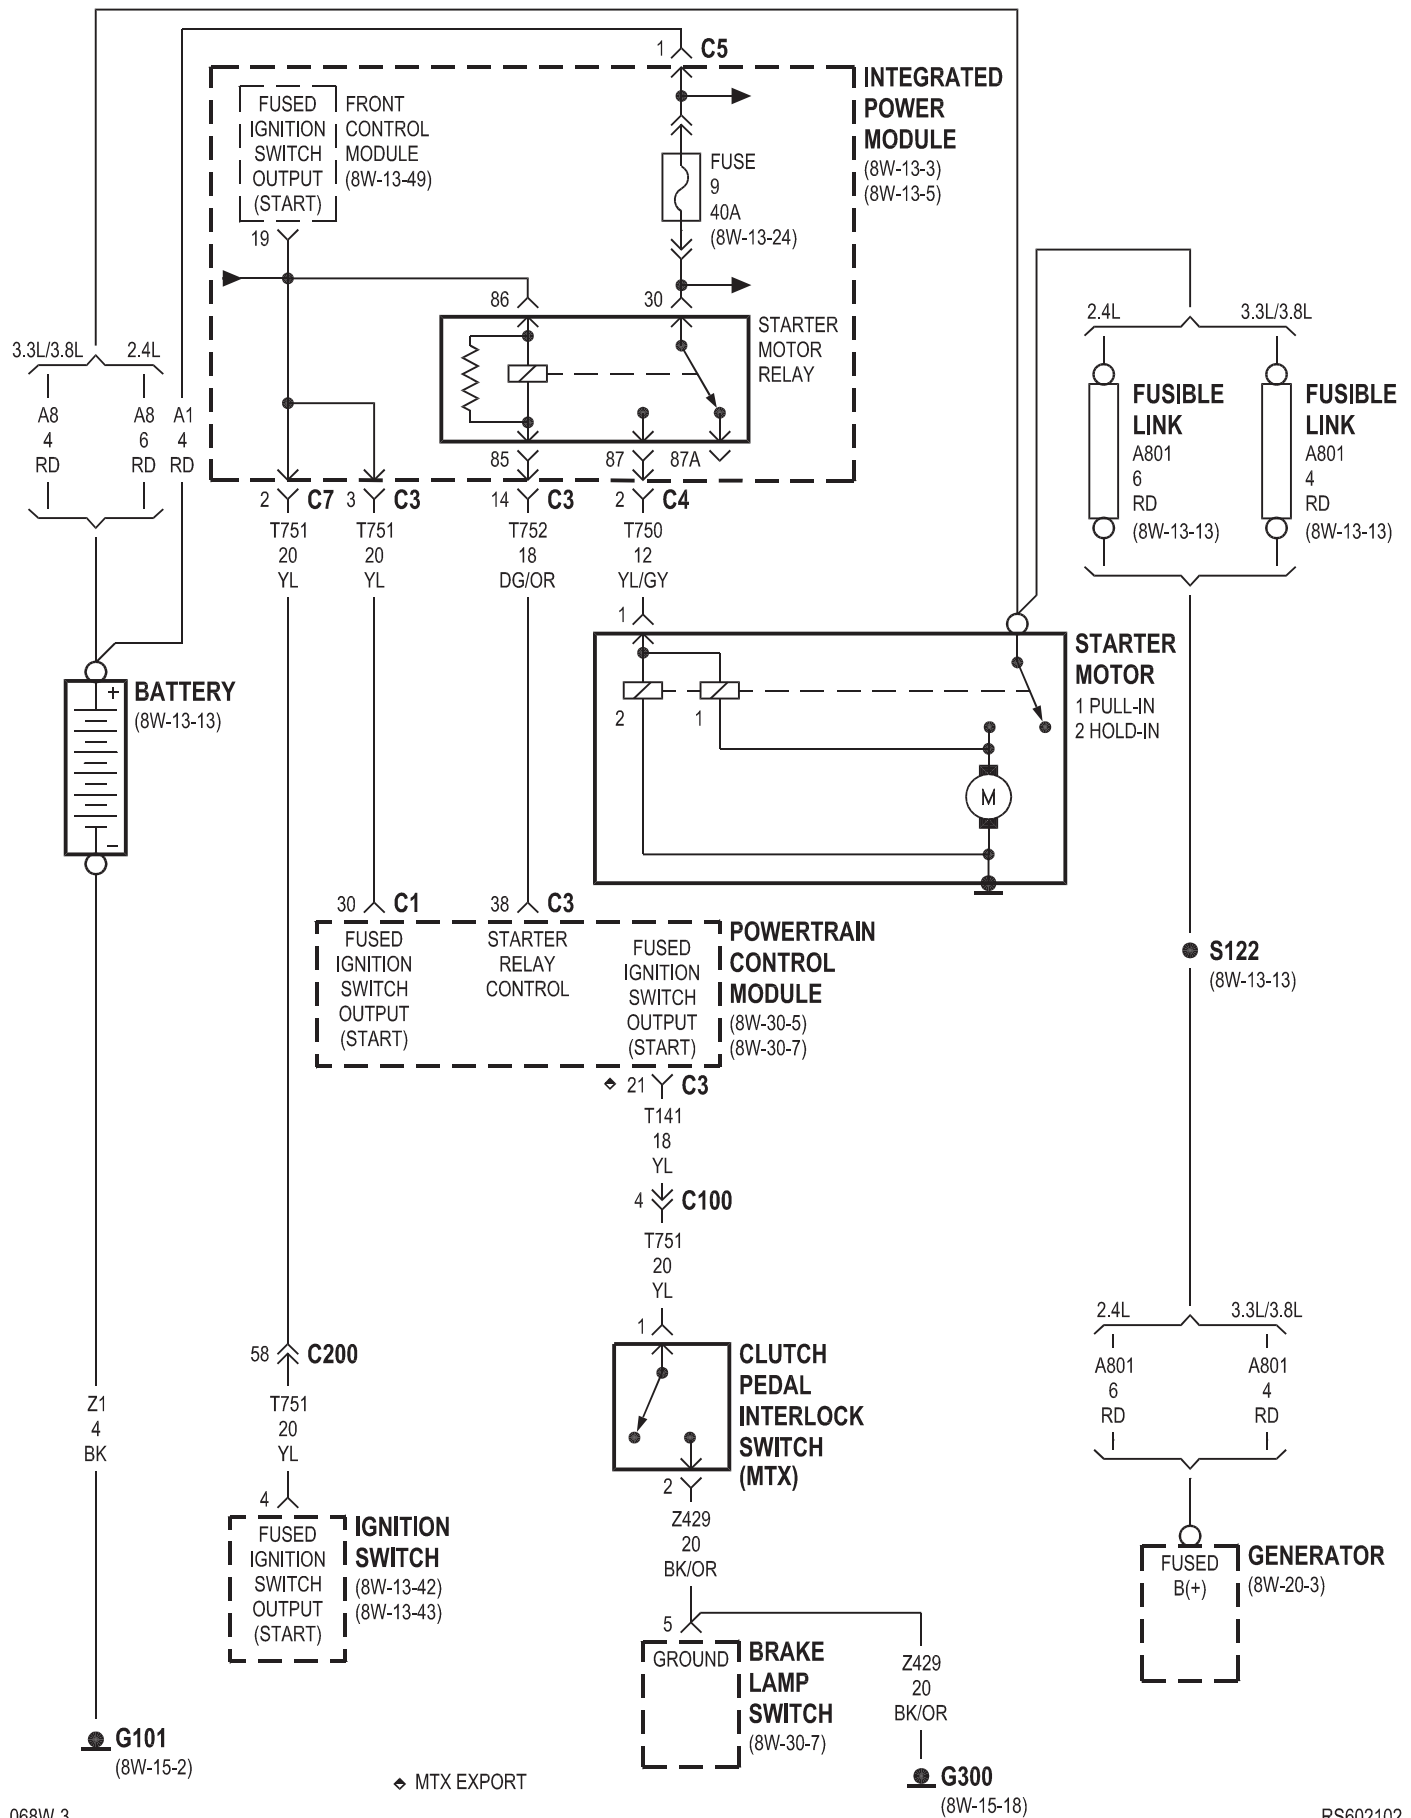 1
C5
INTEGRATED
POWER
MODULE
(8W-13-3)
(8W-13-5)
FUSED
IGNITION
SWITCH
OUTPUT
(START)
FRONT
CONTROL
MODULE
(8W-13-49)
19
FUSE
9
40A
(8W-13-24)
86
30
STARTER
MOTOR
RELAY
85
87
87A
3.3L/3.8L
2.4L
A8
4
RD
A8
6
RD
A1
4
RD
2.4L
3.3L/3.8L
FUSIBLE
LINK
A801
6
RD
(8W-13-13)
FUSIBLE
LINK
A801
4
RD
(8W-13-13)
2 C7
T751
20
YL
3 C3
T751
20
YL
14 C3
T752
18
DG/OR
2 C4
T750
12
YL/GY
1
STARTER
MOTOR
1 PULL-IN
2 HOLD-IN
2
1
M
+
-
BATTERY
(8W-13-13)
30 C1
38 C3
FUSED
IGNITION
SWITCH
OUTPUT
(START)
STARTER
RELAY
CONTROL
FUSED
IGNITION
SWITCH
OUTPUT
(START)
POWERTRAIN
CONTROL
MODULE
(8W-30-5)
(8W-30-7)
S122
(8W-13-13)
21 C3
T141
18
YL
4 C100
T751
20
YL
1
CLUTCH
PEDAL
INTERLOCK
SWITCH
(MTX)
2
Z429
20
BK/OR
5
GROUND
BRAKE
LAMP
SWITCH
(8W-30-7)
Z429
20
BK/OR
G300
(8W-15-18)
58 C200
T751
20
YL
4
FUSED
IGNITION
SWITCH
OUTPUT
(START)
IGNITION
SWITCH
(8W-13-42)
(8W-13-43)
Z1
4
BK
G101
(8W-15-2)
2.4L
3.3L/3.8L
A801
6
RD
A801
4
RD
FUSED
B(+)
GENERATOR
(8W-20-3)
MTX EXPORT
068W-3
RS602102